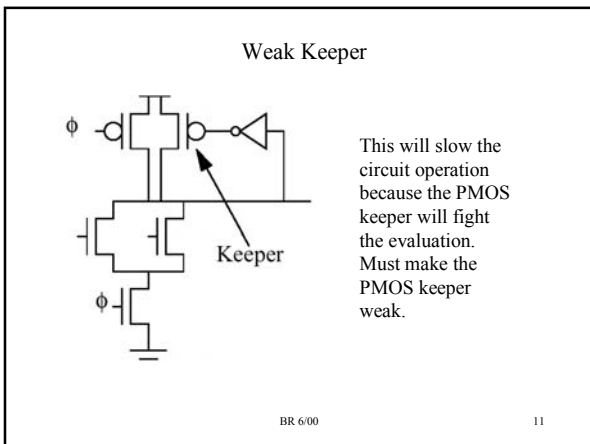 Weak Keeper
ϕ
This will slow the
circuit operation
because the PMOS
keeper will fight
the evaluation.
Must make the
PMOS keeper
weak.
Keeper
ϕ
BR 6/00
11